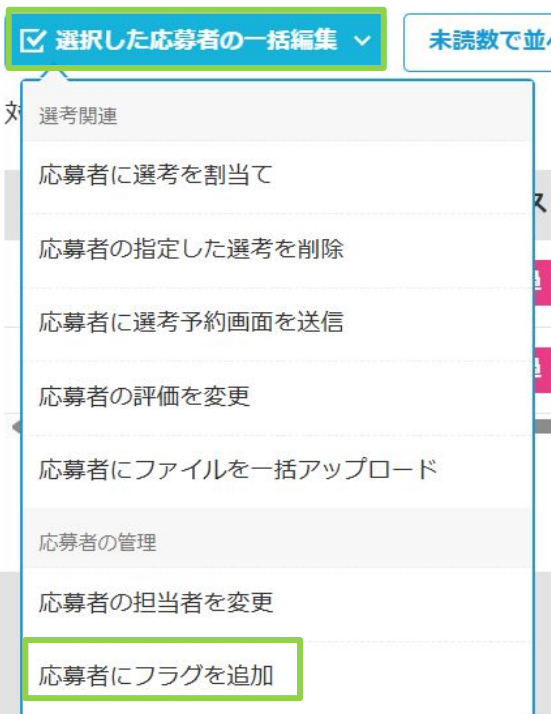 選択した応募者の一括編集
未読数で並
対
選考関連
応募者に選考を割当て
ス
応募者の指定した選考を削除
応募者に選考予約画面を送信
応募者の評価を変更
応募者にファイルを一括アップロード
応募者の管理
応募者の担当者を変更
応募者にフラグを追加